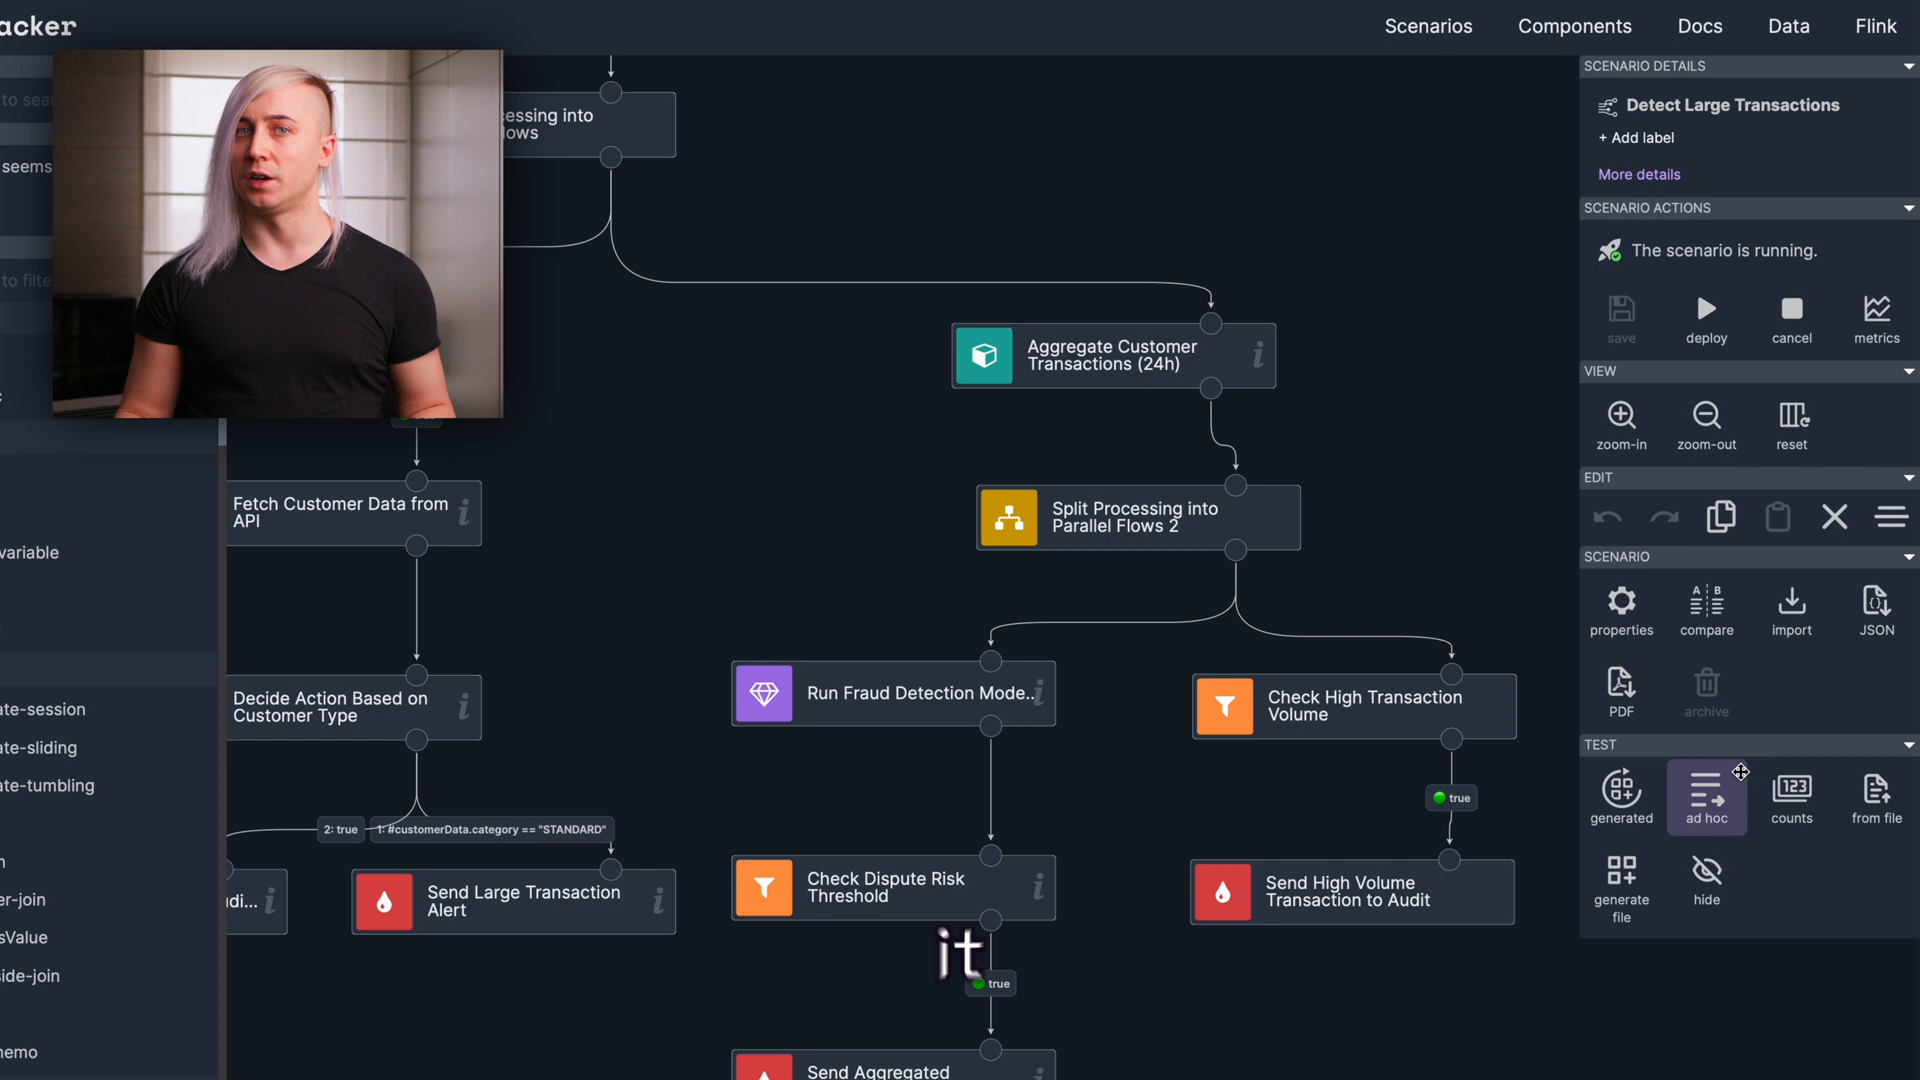 acker
Scenarios
Components
Docs
Data
Flink
to sear
seems
to filte
variable
ate-session
ate-sliding
ate-tumbling
er-join
sValue
side-join
essing into
lows
Aggregate Customer
Transactions (24h)
Split Processing into
Parallel Flows 2
Fetch Customer Data from
API
Decide Action Based on
Customer Type
Run Fraud Detection Mode..
Check High Transaction
Volume
true
2: true
1: #customerData.category == "STANDARD"
di...
Send Large Transaction
Alert
Check Dispute Risk
Threshold
Send High Volume
Transaction to Audit
it
true
Send Aggregated
SCENARIO DETAILS
Detect Large Transactions
+ Add label
More details
SCENARIO ACTIONS
The scenario is running.
save
deploy
cancel
metrics
VIEW
zoom-in
zoom-out
reset
EDIT
SCENARIO
A B
properties
compare
import
JSON
PDF
archive
TEST
123
generated
ad hoc
counts
from file
generate
file
hide